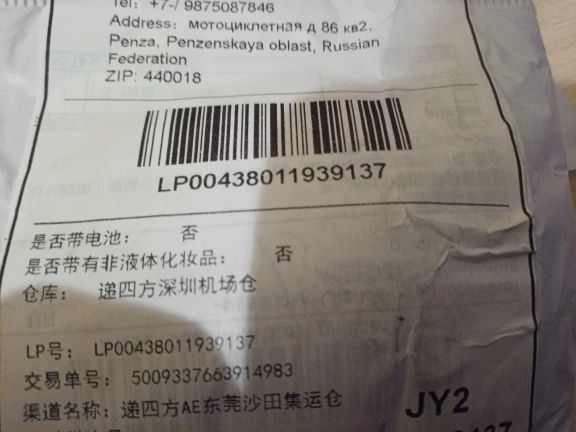 Tel: +7-/ 9875087846
Address: мотоциклетная д 86 кв2,
Penza, Penzenskaya oblast, Russian
Federation
ZIP: 440018
LP00438011939137
是否带电池： 否
是否带有非液体化妆品： 否
仓库： 递四方深圳机场仓
LP号： LP00438011939137
交易单号： 5009337663914983
渠道名称：递四方AE东莞沙田集运仓
JY2